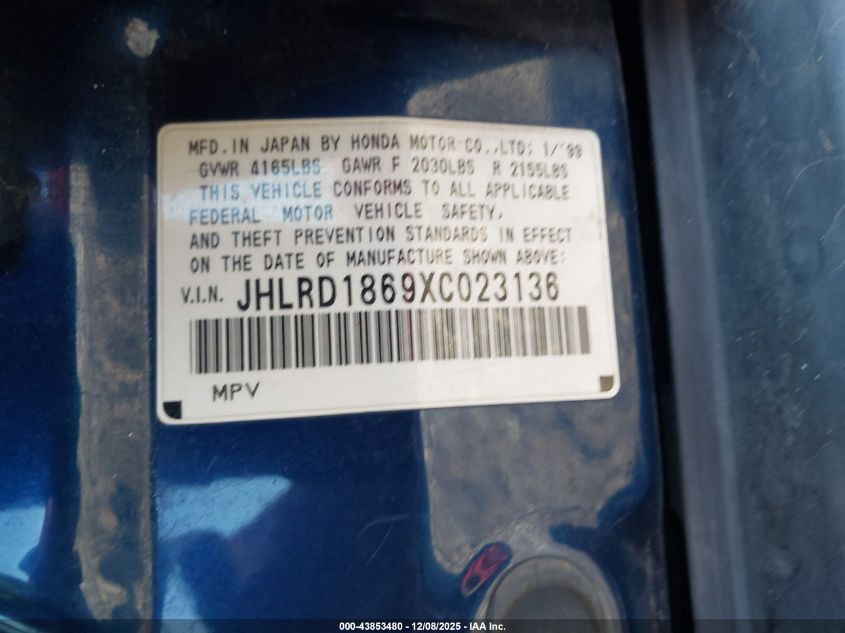 MFD. IN JAPAN BY HONDA MOTOR CO., LTD: 1/'99
GVWR 4165LBS GAWR F 2030LBS R 2155LBS
THIS VEHICLE CONFORMS TO ALL APPLICABLE
FEDERAL MOTOR VEHICLE SAFETY,
AND THEFT PREVENTION STANDARDS IN EFFECT
ON THE DATE OF MANUFACTURE SHOWN ABOVE:
V.I.N. JHLRD1869XC023136
MPV
000-43853480 - 12/08/2025 - IAA Inc.